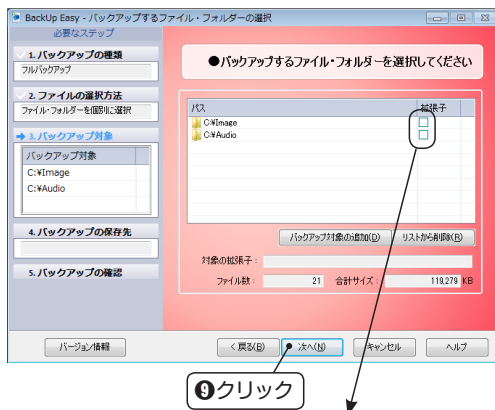 BackUp Easy - バックアップするファイル・フォルダーの選択
必要なステップ
1. バックアップの種類
フルバックアップ
2. ファイルの選択方法
ファイル・フォルダーを個別に選択
3. バックアップ対象
バックアップ対象
C:¥Image
C:¥Audio
4. バックアップの保存先
5. バックアップの確認
●バックアップするファイル・フォルダーを選択してください
パス 拡張子
C:¥Image
C:¥Audio
バックアップ対象の追加(D) リストから削除(R)
対象の拡張子：
ファイル数： 21 合計サイズ： 119,279 KB
バージョン情報 < 戻る(B) 次へ(N) キャンセル ヘルプ
❾クリック